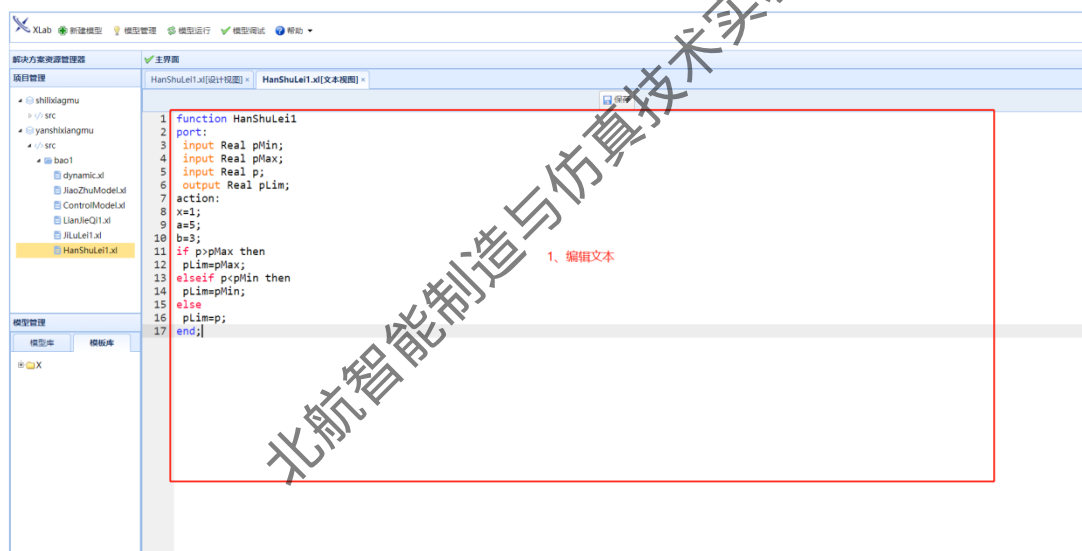 XLab 新建模型 模型管理 模型运行 模型调试 帮助
解决方案资源管理器
主界面
项目管理
HanShuLei1.xl[设计视图] × HanShuLei1.xl[文本视图] ×
保存
shilixiagmu
src
yanshixiangmu
src
bao1
dynamic.xl
JiaoZhuModel.xl
ControlModel.xl
LianJieQi1.xl
JiLuLei1.xl
HanShuLei1.xl
模型管理
模型库 模板库
X
1 function HanShuLei1
2 port:
3 input Real pMin;
4 input Real pMax;
5 input Real p;
6 output Real pLim;
7 action:
8 x=1;
9 a=5;
10 b=3;
11 if p>pMax then
12 pLim=pMax;
13 elseif p<pMin then
14 pLim=pMin;
15 else
16 pLim=p;
17 end;
1、编辑文本
北航智能制造与仿真技术实